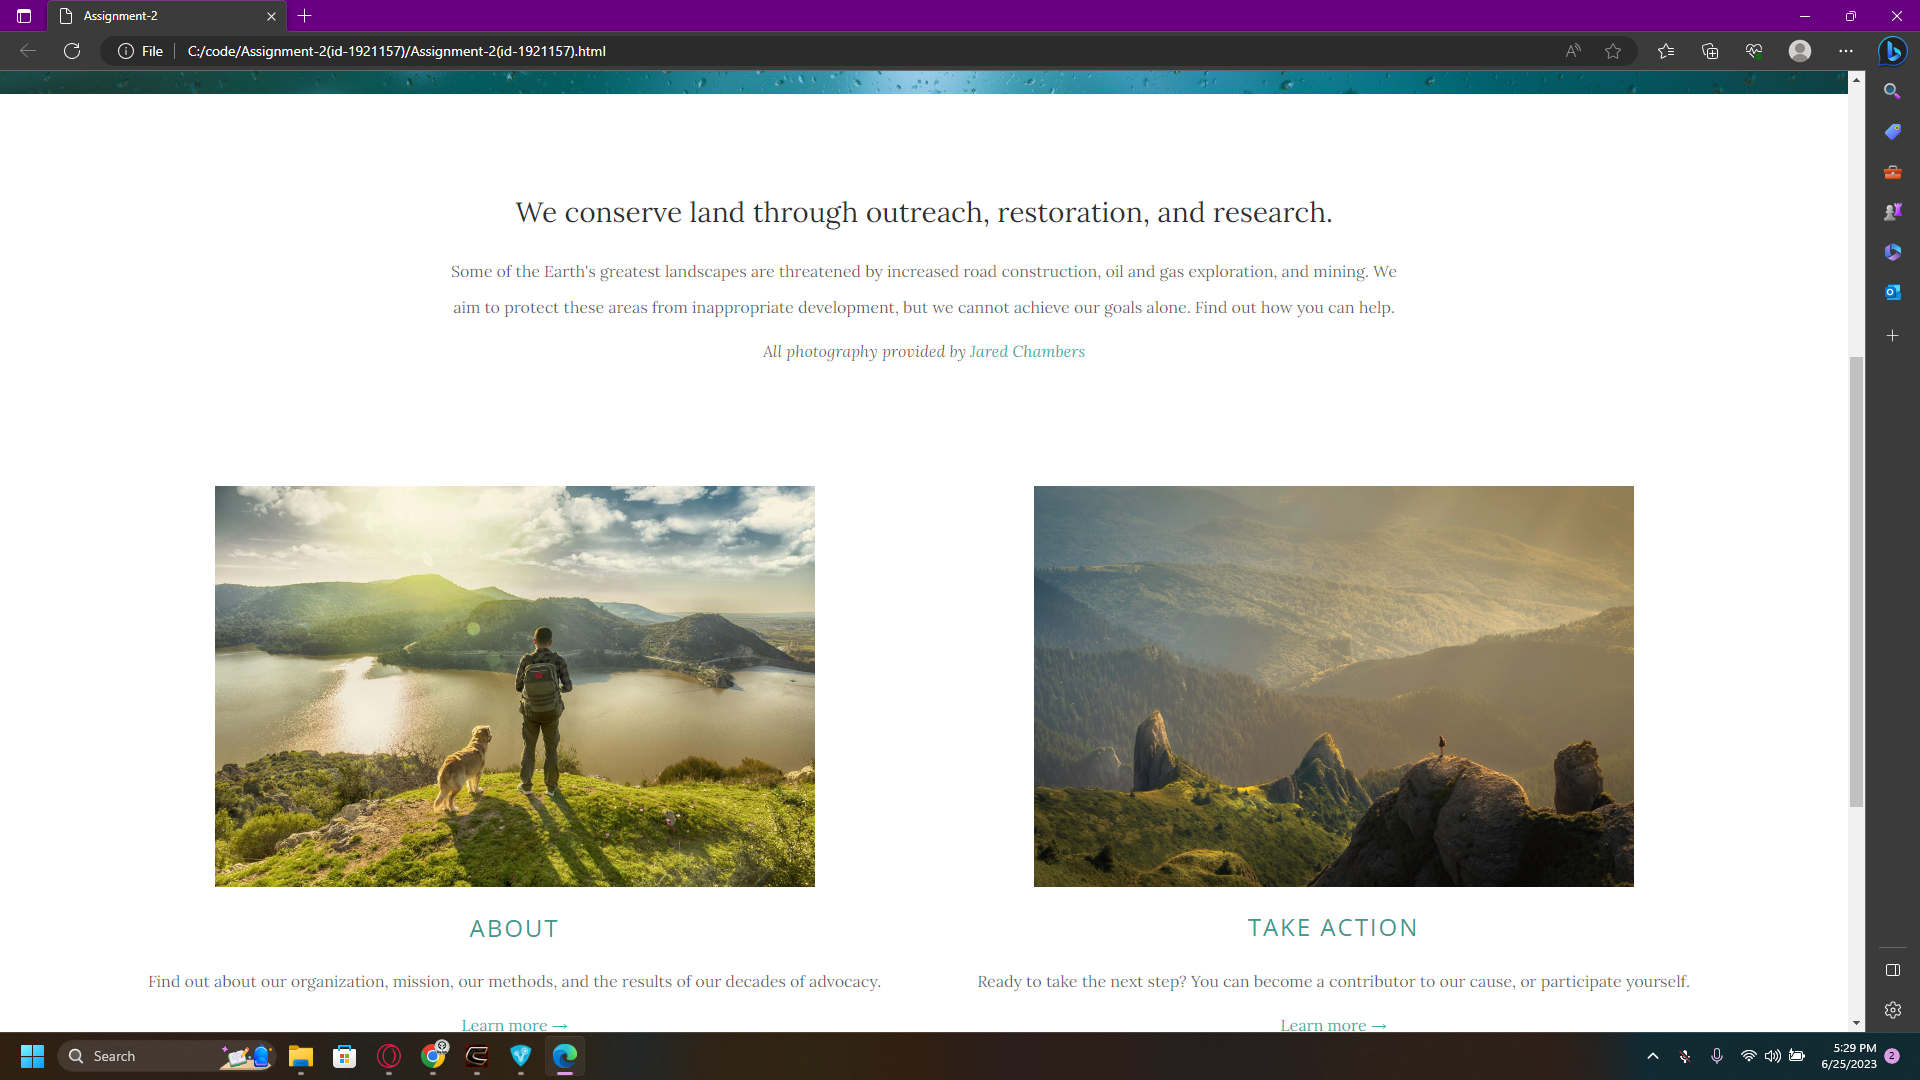 Assignment-2
File
C:/code/Assignment-2(id-1921157)/Assignment-2(id-1921157).html
We conserve land through outreach, restoration, and research.
Some of the Earth's greatest landscapes are threatened by increased road construction, oil and gas exploration, and mining. We
aim to protect these areas from inappropriate development, but we cannot achieve our goals alone. Find out how you can help.
All photography provided by Jared Chambers
ABOUT
TAKE ACTION
Find out about our organization, mission, our methods, and the results of our decades of advocacy.
Ready to take the next step? You can become a contributor to our cause, or participate yourself.
Learn more →
Learn more →
Search
5:29 PM
6/25/2023
2